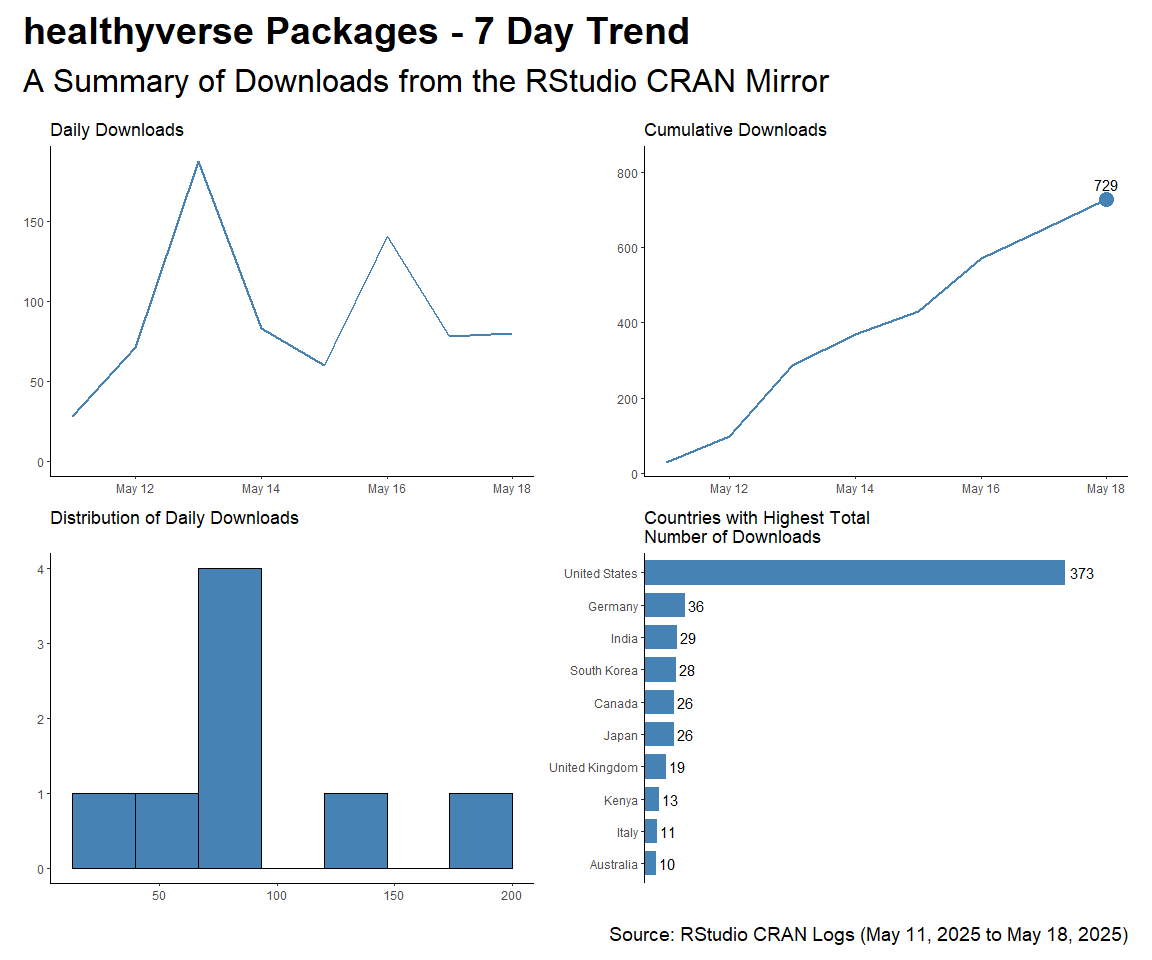 healthyverse Packages - 7 Day Trend
A Summary of Downloads from the RStudio CRAN Mirror
Daily Downloads
150
100
50
0
May 12 May 14 May 16 May 18
Cumulative Downloads
800
600
400
200
0
729
May 12 May 14 May 16 May 18
Distribution of Daily Downloads
4
3
2
1
0
50 100 150 200
Countries with Highest Total
Number of Downloads
United States 373
Germany 36
India 29
South Korea 28
Canada 26
Japan 26
United Kingdom 19
Kenya 13
Italy 11
Australia 10
Source: RStudio CRAN Logs (May 11, 2025 to May 18, 2025)